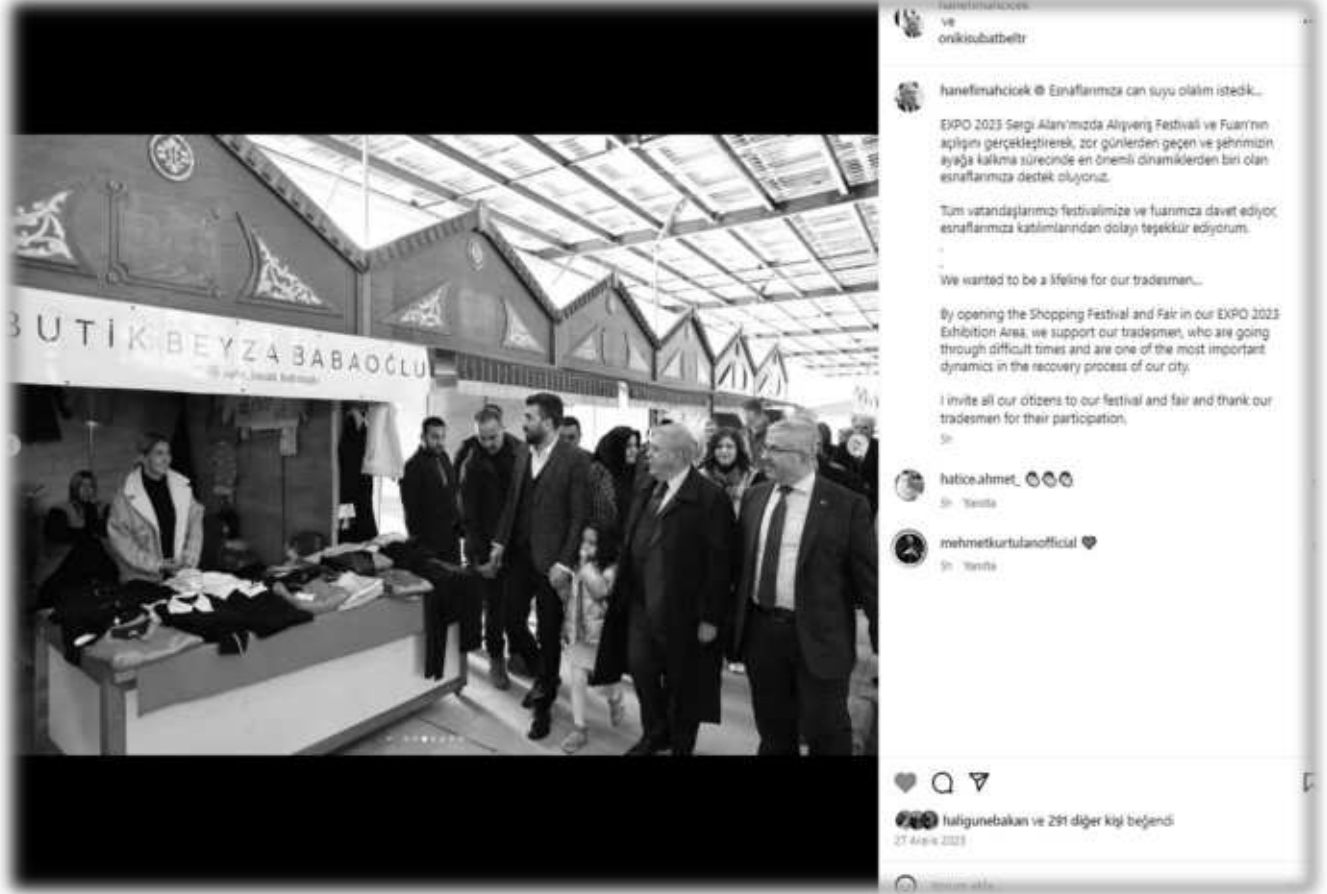 BUTİK BEYZA BABAOĞLU
hanefimahcicek
ve
onikisubatbeltr
hanefimahcicek Esnaflarımıza can suyu olalım istedik...
EXPO 2023 Sergi Alanı'mızda Alışveriş Festivali ve Fuarı'nın
açılışını gerçekleştirerek, zor günlerden geçen ve şehrimizin
ayağa kalkma sürecinde en önemli dinamiklerden biri olan
esnaflarımıza destek oluyoruz.
Tüm vatandaşlarımızı festivalimize ve fuarımıza davet ediyor,
esnaflarımıza katılımlarından dolayı teşekkür ediyorum.
.
.
We wanted to be a lifeline for our tradesmen...
By opening the Shopping Festival and Fair in our EXPO 2023
Exhibition Area, we support our tradesmen, who are going
through difficult times and are one of the most important
dynamics in the recovery process of our city.
I invite all our citizens to our festival and fair and thank our
tradesmen for their participation.
5h
hatice.ahmet_
5h Yanıtla
mehmetkurtulanofficial
5h Yanıtla
haligunebakan ve 291 diğer kişi beğendi
27 Aralık 2023